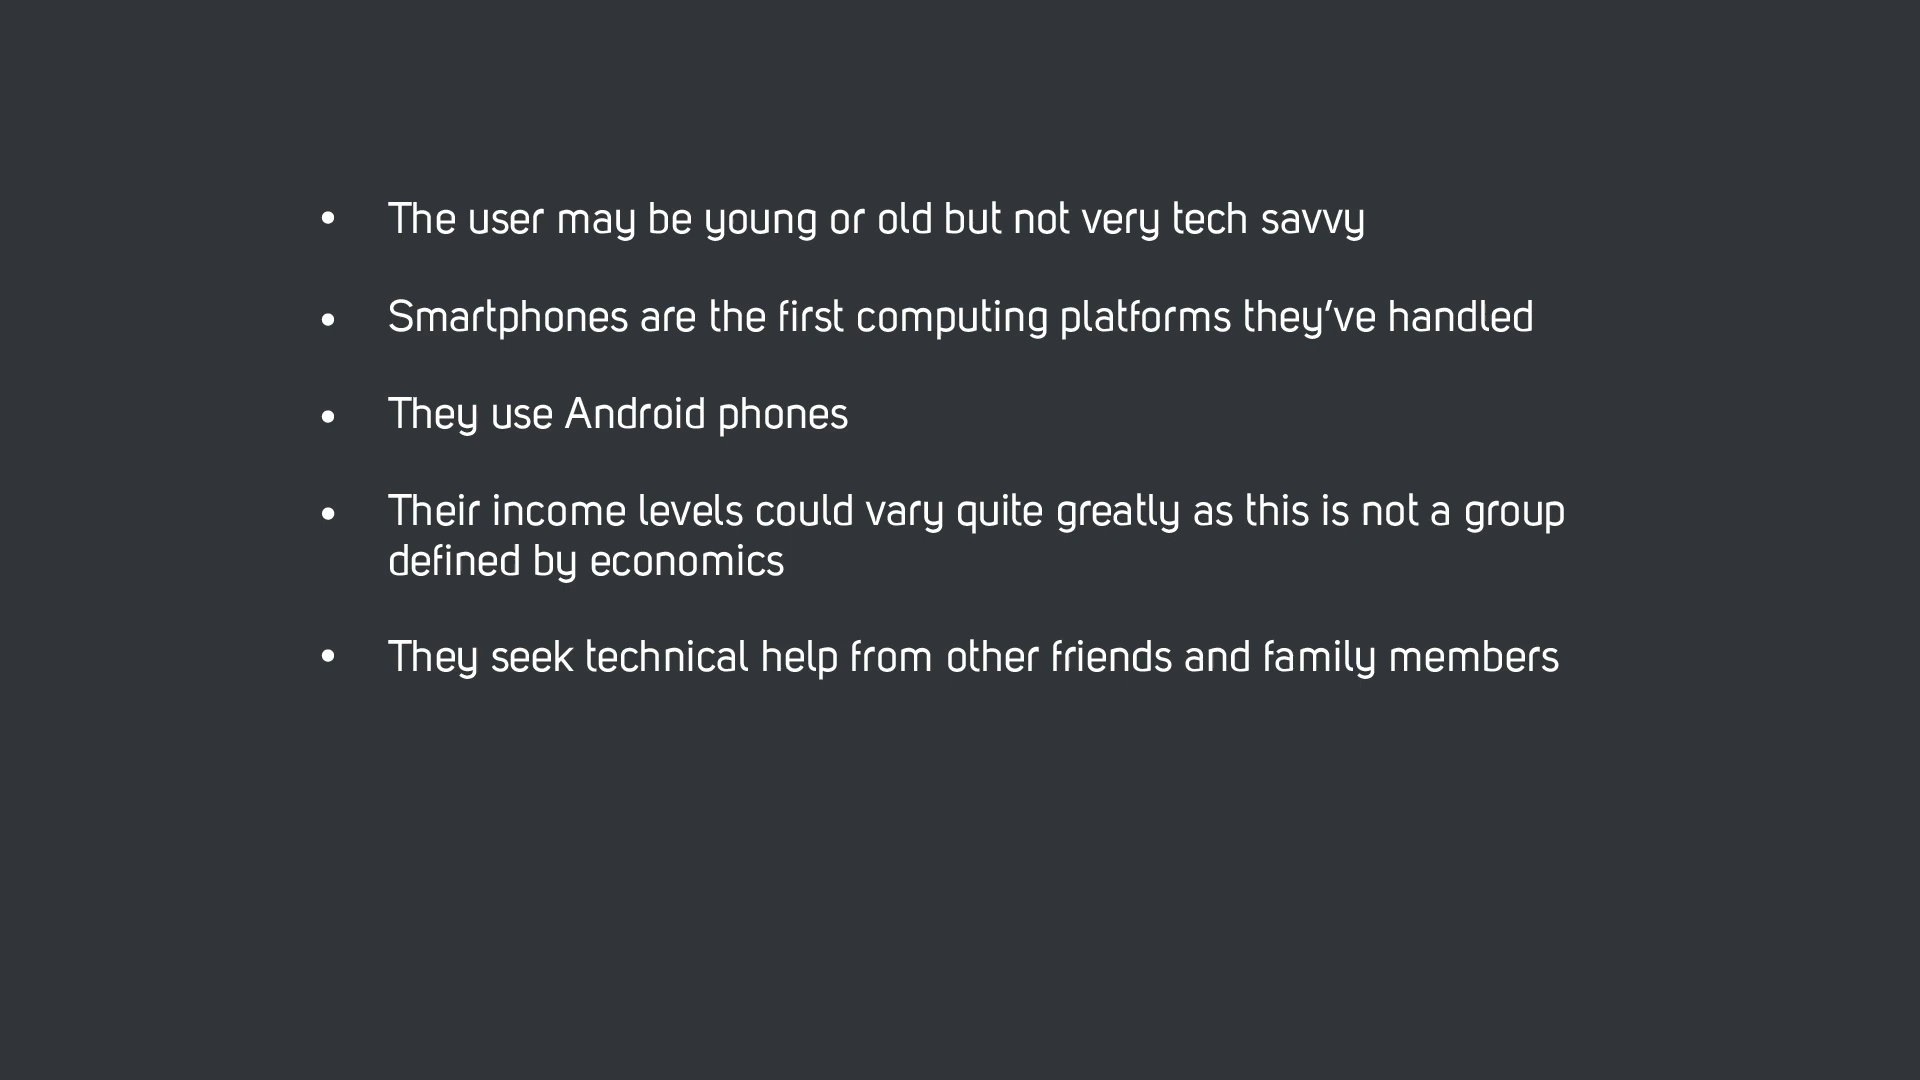 • The user may be young or old but not very tech savvy
• Smartphones are the first computing platforms they’ve handled
• They use Android phones
• Their income levels could vary quite greatly as this is not a group
defined by economics
• They seek technical help from other friends and family members